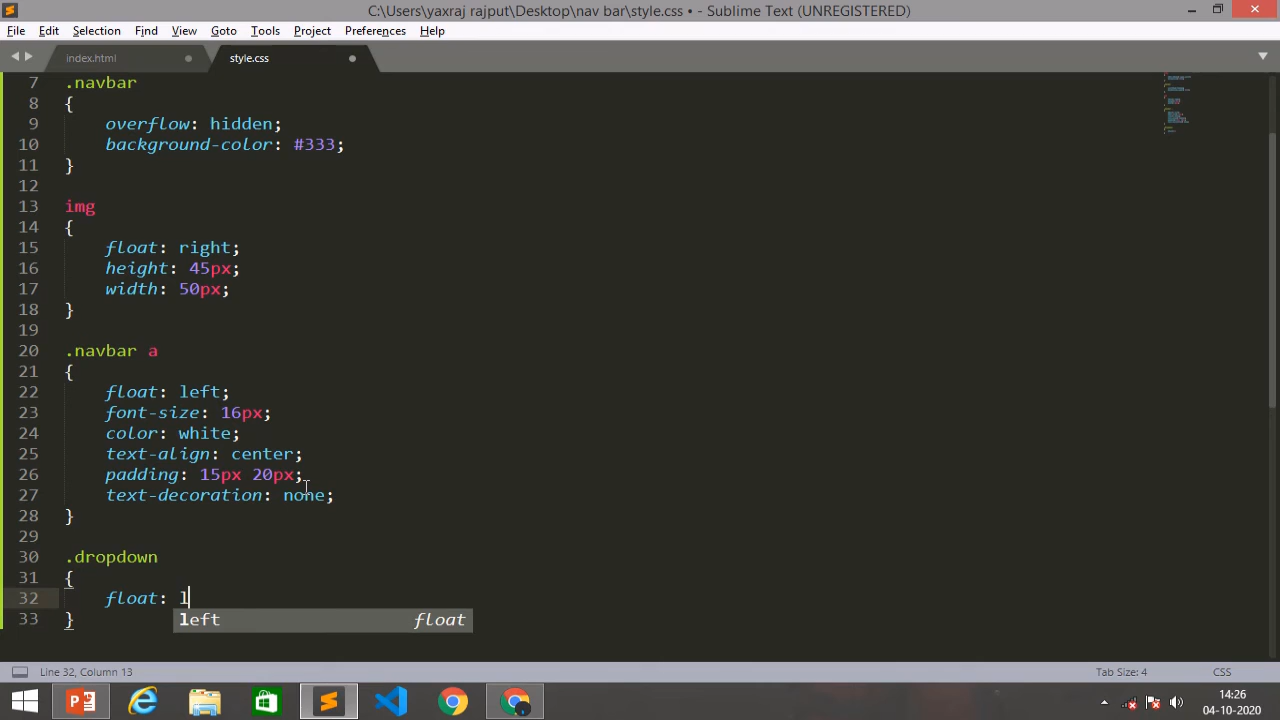 C:\Users\yaxraj rajput\Desktop\nav bar\style.css • - Sublime Text (UNREGISTERED)
File Edit Selection Find View Goto Tools Project Preferences Help
index.html style.css
7 .navbar
8 {
9 overflow: hidden;
10 background-color: #333;
11 }
12
13 img
14 {
15 float: right;
16 height: 45px;
17 width: 50px;
18 }
19
20 .navbar a
21 {
22 float: left;
23 font-size: 16px;
24 color: white;
25 text-align: center;
26 padding: 15px 20px;
27 text-decoration: none;
28 }
29
30 .dropdown
31 {
32 float: l
left float
33 }
Line 32, Column 13 Tab Size: 4 CSS
14:26
04-10-2020